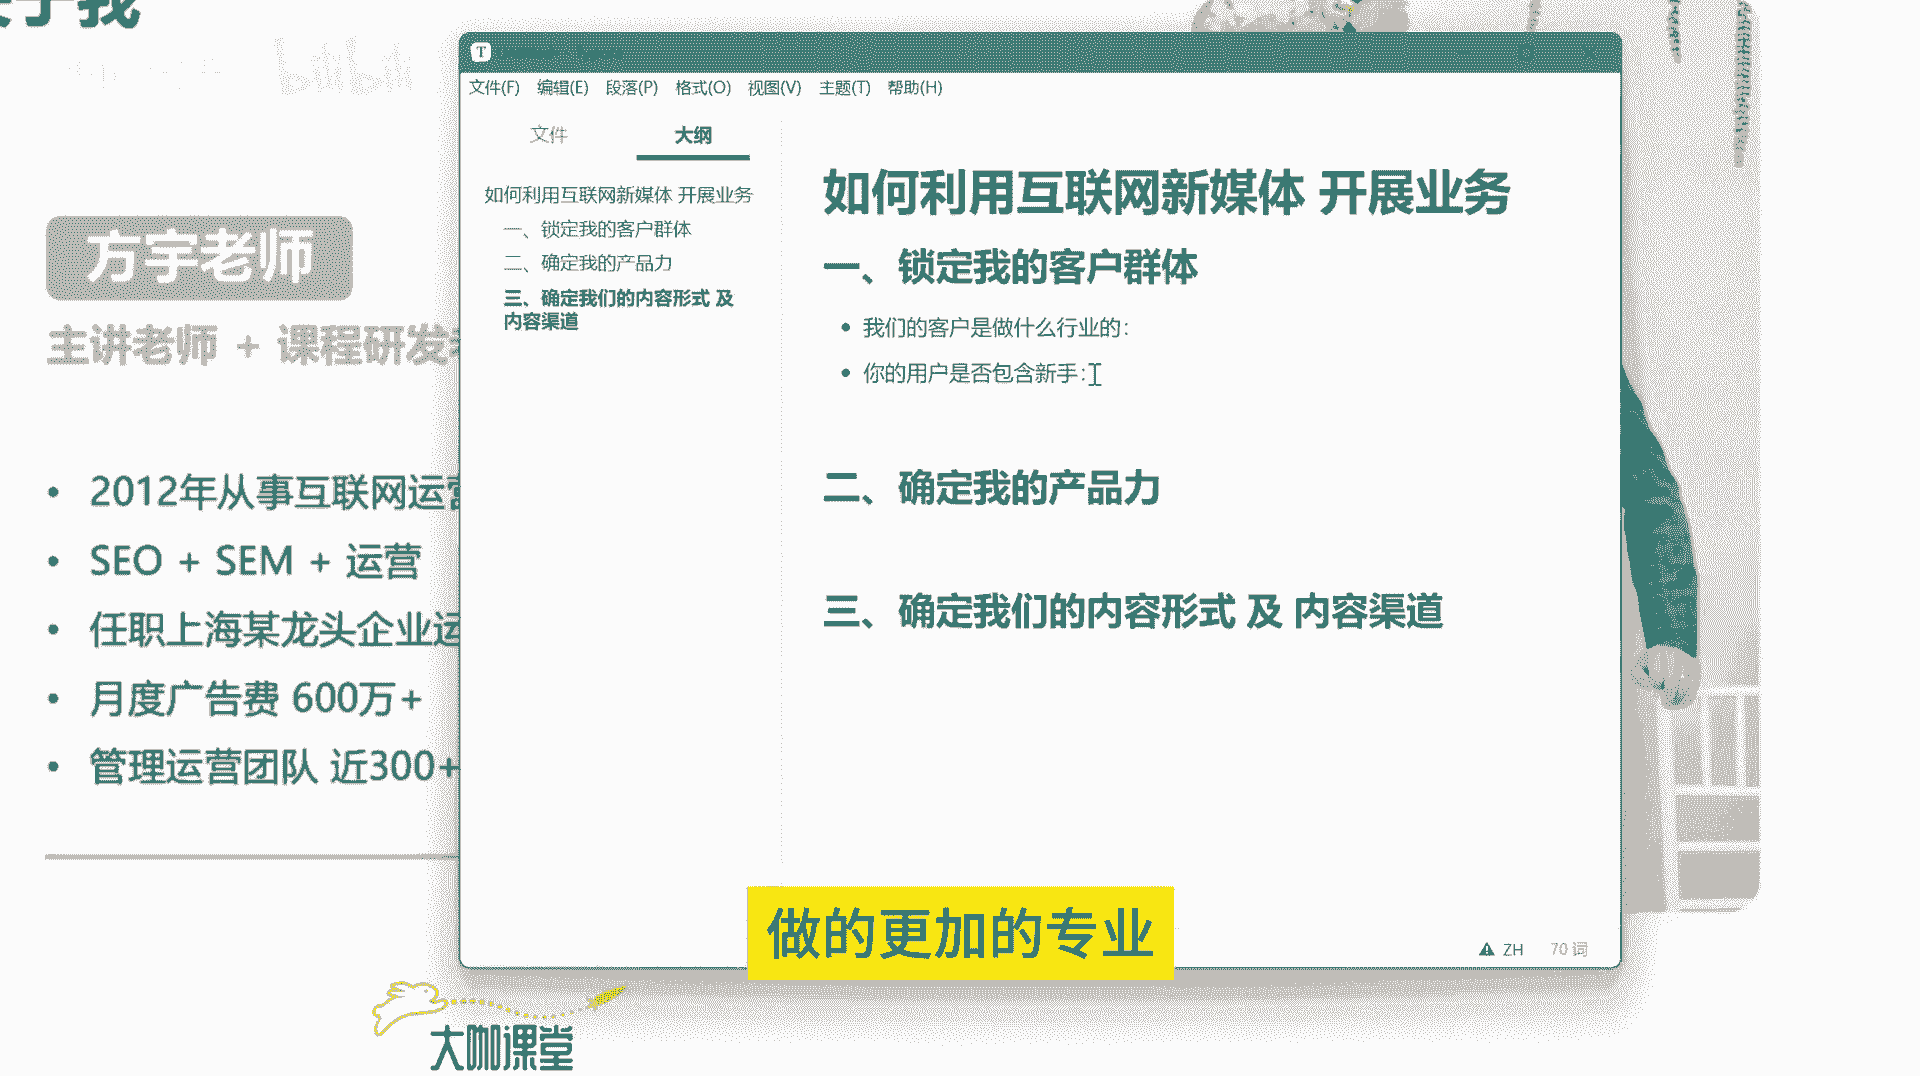 bilibili
方宇老师
主讲老师 + 课程研发
2012年从事互联网运营
SEO + SEM + 运营
任职上海某龙头企业运
月度广告费 600万+
管理运营团队 近300+
T
文件(F) 编辑(E) 段落(P) 格式(O) 视图(V) 主题(T) 帮助(H)
文件 大纲
如何利用互联网新媒体 开展业务
一、锁定我的客户群体
二、确定我的产品力
三、确定我们的内容形式 及
内容渠道
如何利用互联网新媒体 开展业务
一、锁定我的客户群体
我们的客户是做什么行业的：
你的用户是否包含新手：
二、确定我的产品力
三、确定我们的内容形式 及 内容渠道
ZH 70 词
做的更加的专业
大咖课堂